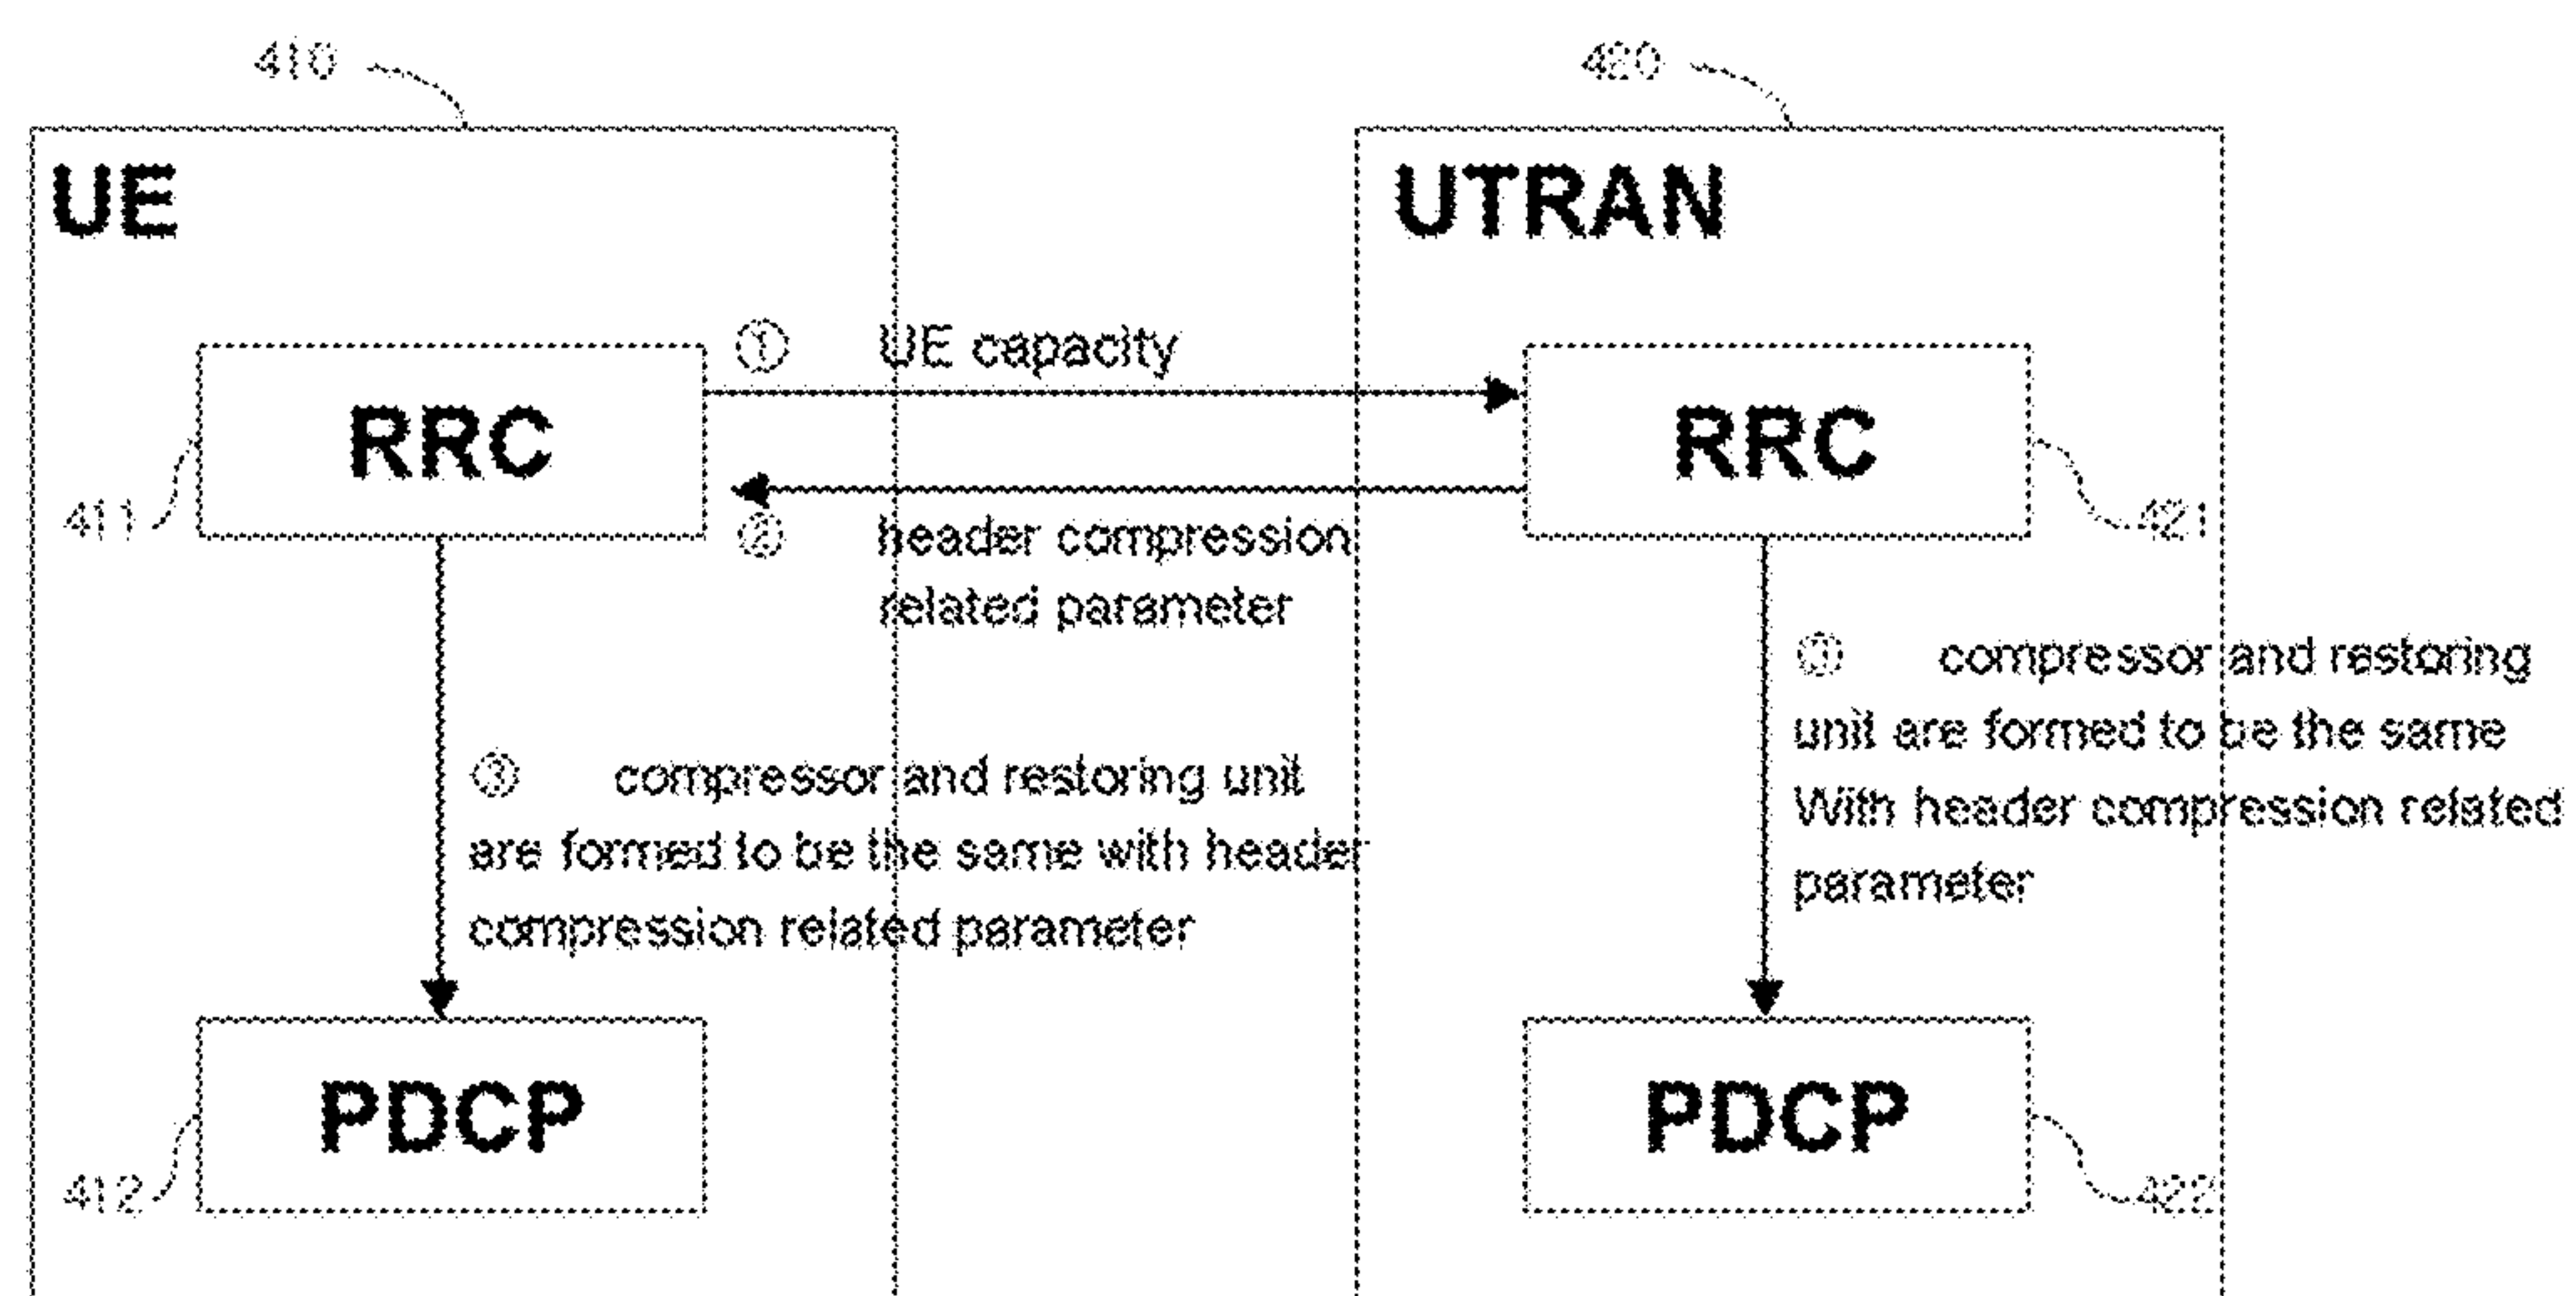 410
420
UE
UTRAN
① UE capacity
RRC
RRC
411
421
② header compression
related parameter
③ compressor and restoring unit
are formed to be the same with header
compression related parameter
③ compressor and restoring
unit are formed to be the same
With header compression related
parameter
PDCP
PDCP
412
422